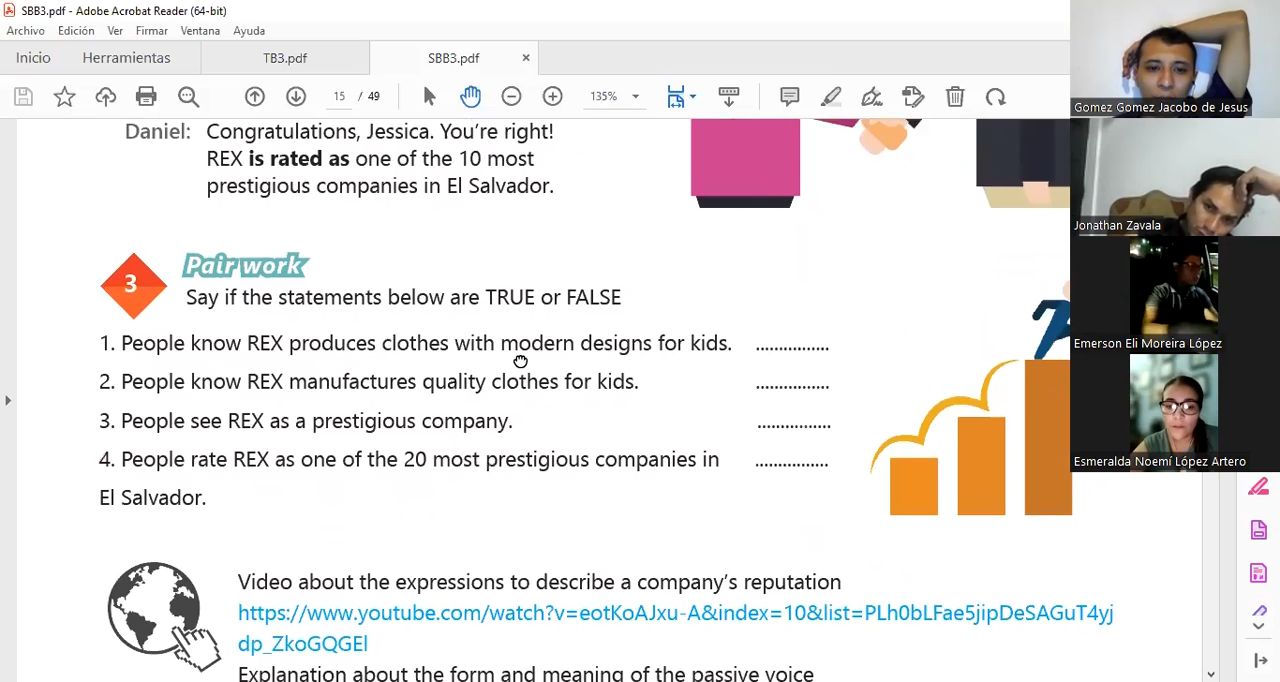 SBB3.pdf - Adobe Acrobat Reader (64-bit)
Archivo Edición Ver Firmar Ventana Ayuda
Inicio Herramientas TB3.pdf SBB3.pdf ×
15 / 49 135%
Daniel: Congratulations, Jessica. You're right!
REX is rated as one of the 10 most
prestigious companies in El Salvador.
3 Pair work
Say if the statements below are TRUE or FALSE
1. People know REX produces clothes with modern designs for kids. ...............
2. People know REX manufactures quality clothes for kids. ...............
3. People see REX as a prestigious company. ...............
4. People rate REX as one of the 20 most prestigious companies in ...............
El Salvador.
Video about the expressions to describe a company's reputation
https://www.youtube.com/watch?v=eotKoAJxu-A&index=10&list=PLh0bLFae5jipDeSAGuT4yj
dp_ZkoGQGEl
Explanation about the form and meaning of the passive voice
Gomez Gomez Jacobo de Jesus
Jonathan Zavala
Emerson Eli Moreira López
Esmeralda Noemí López Artero